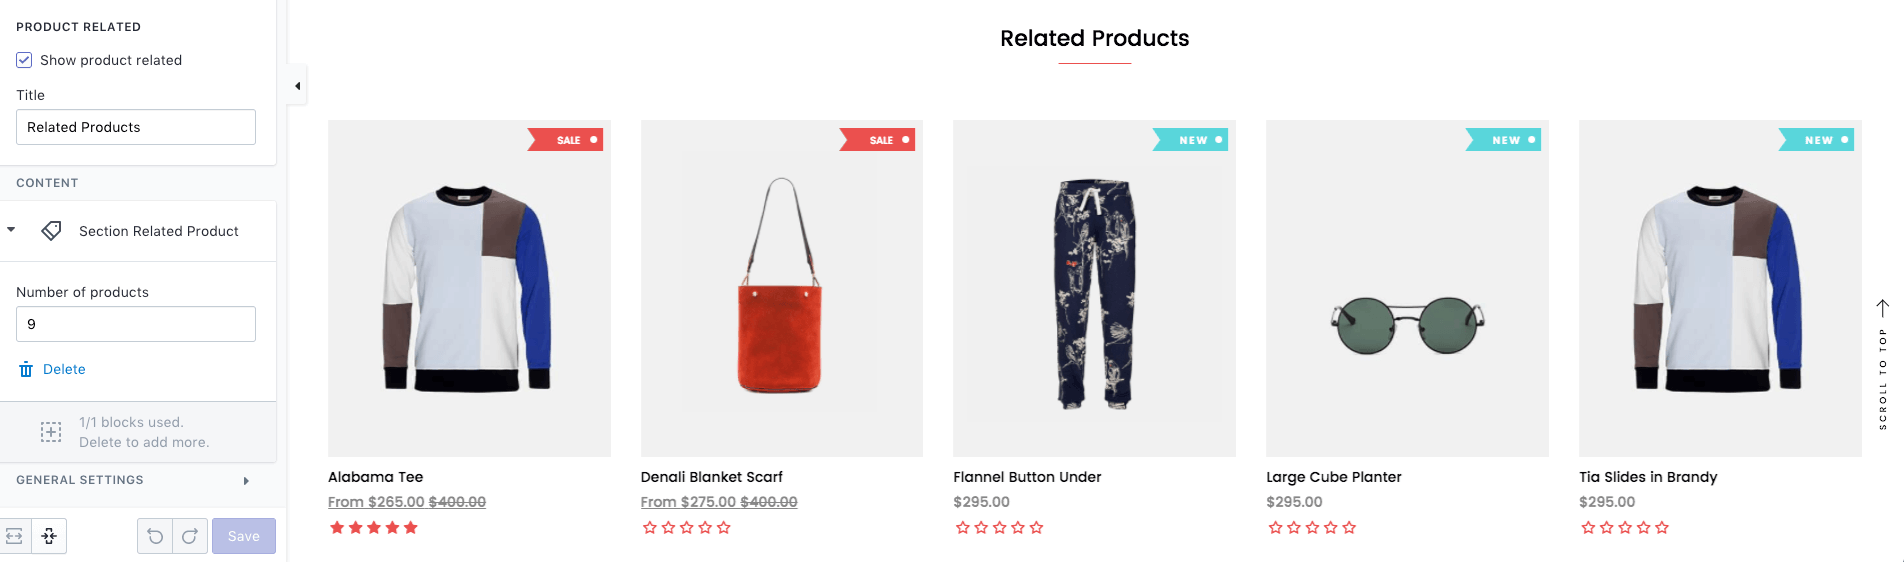 PRODUCT RELATED
Show product related
Title
Related Products
CONTENT
Section Related Product
Number of products
9
Delete
1/1 blocks used.
Delete to add more.
GENERAL SETTINGS
Save
Related Products
SALE
SALE
NEW
NEW
NEW
Alabama Tee
From $265.00 $400.00
Denali Blanket Scarf
From $275.00 $400.00
Flannel Button Under
$295.00
Large Cube Planter
$295.00
Tia Slides in Brandy
$295.00
SCROLL TO TOP